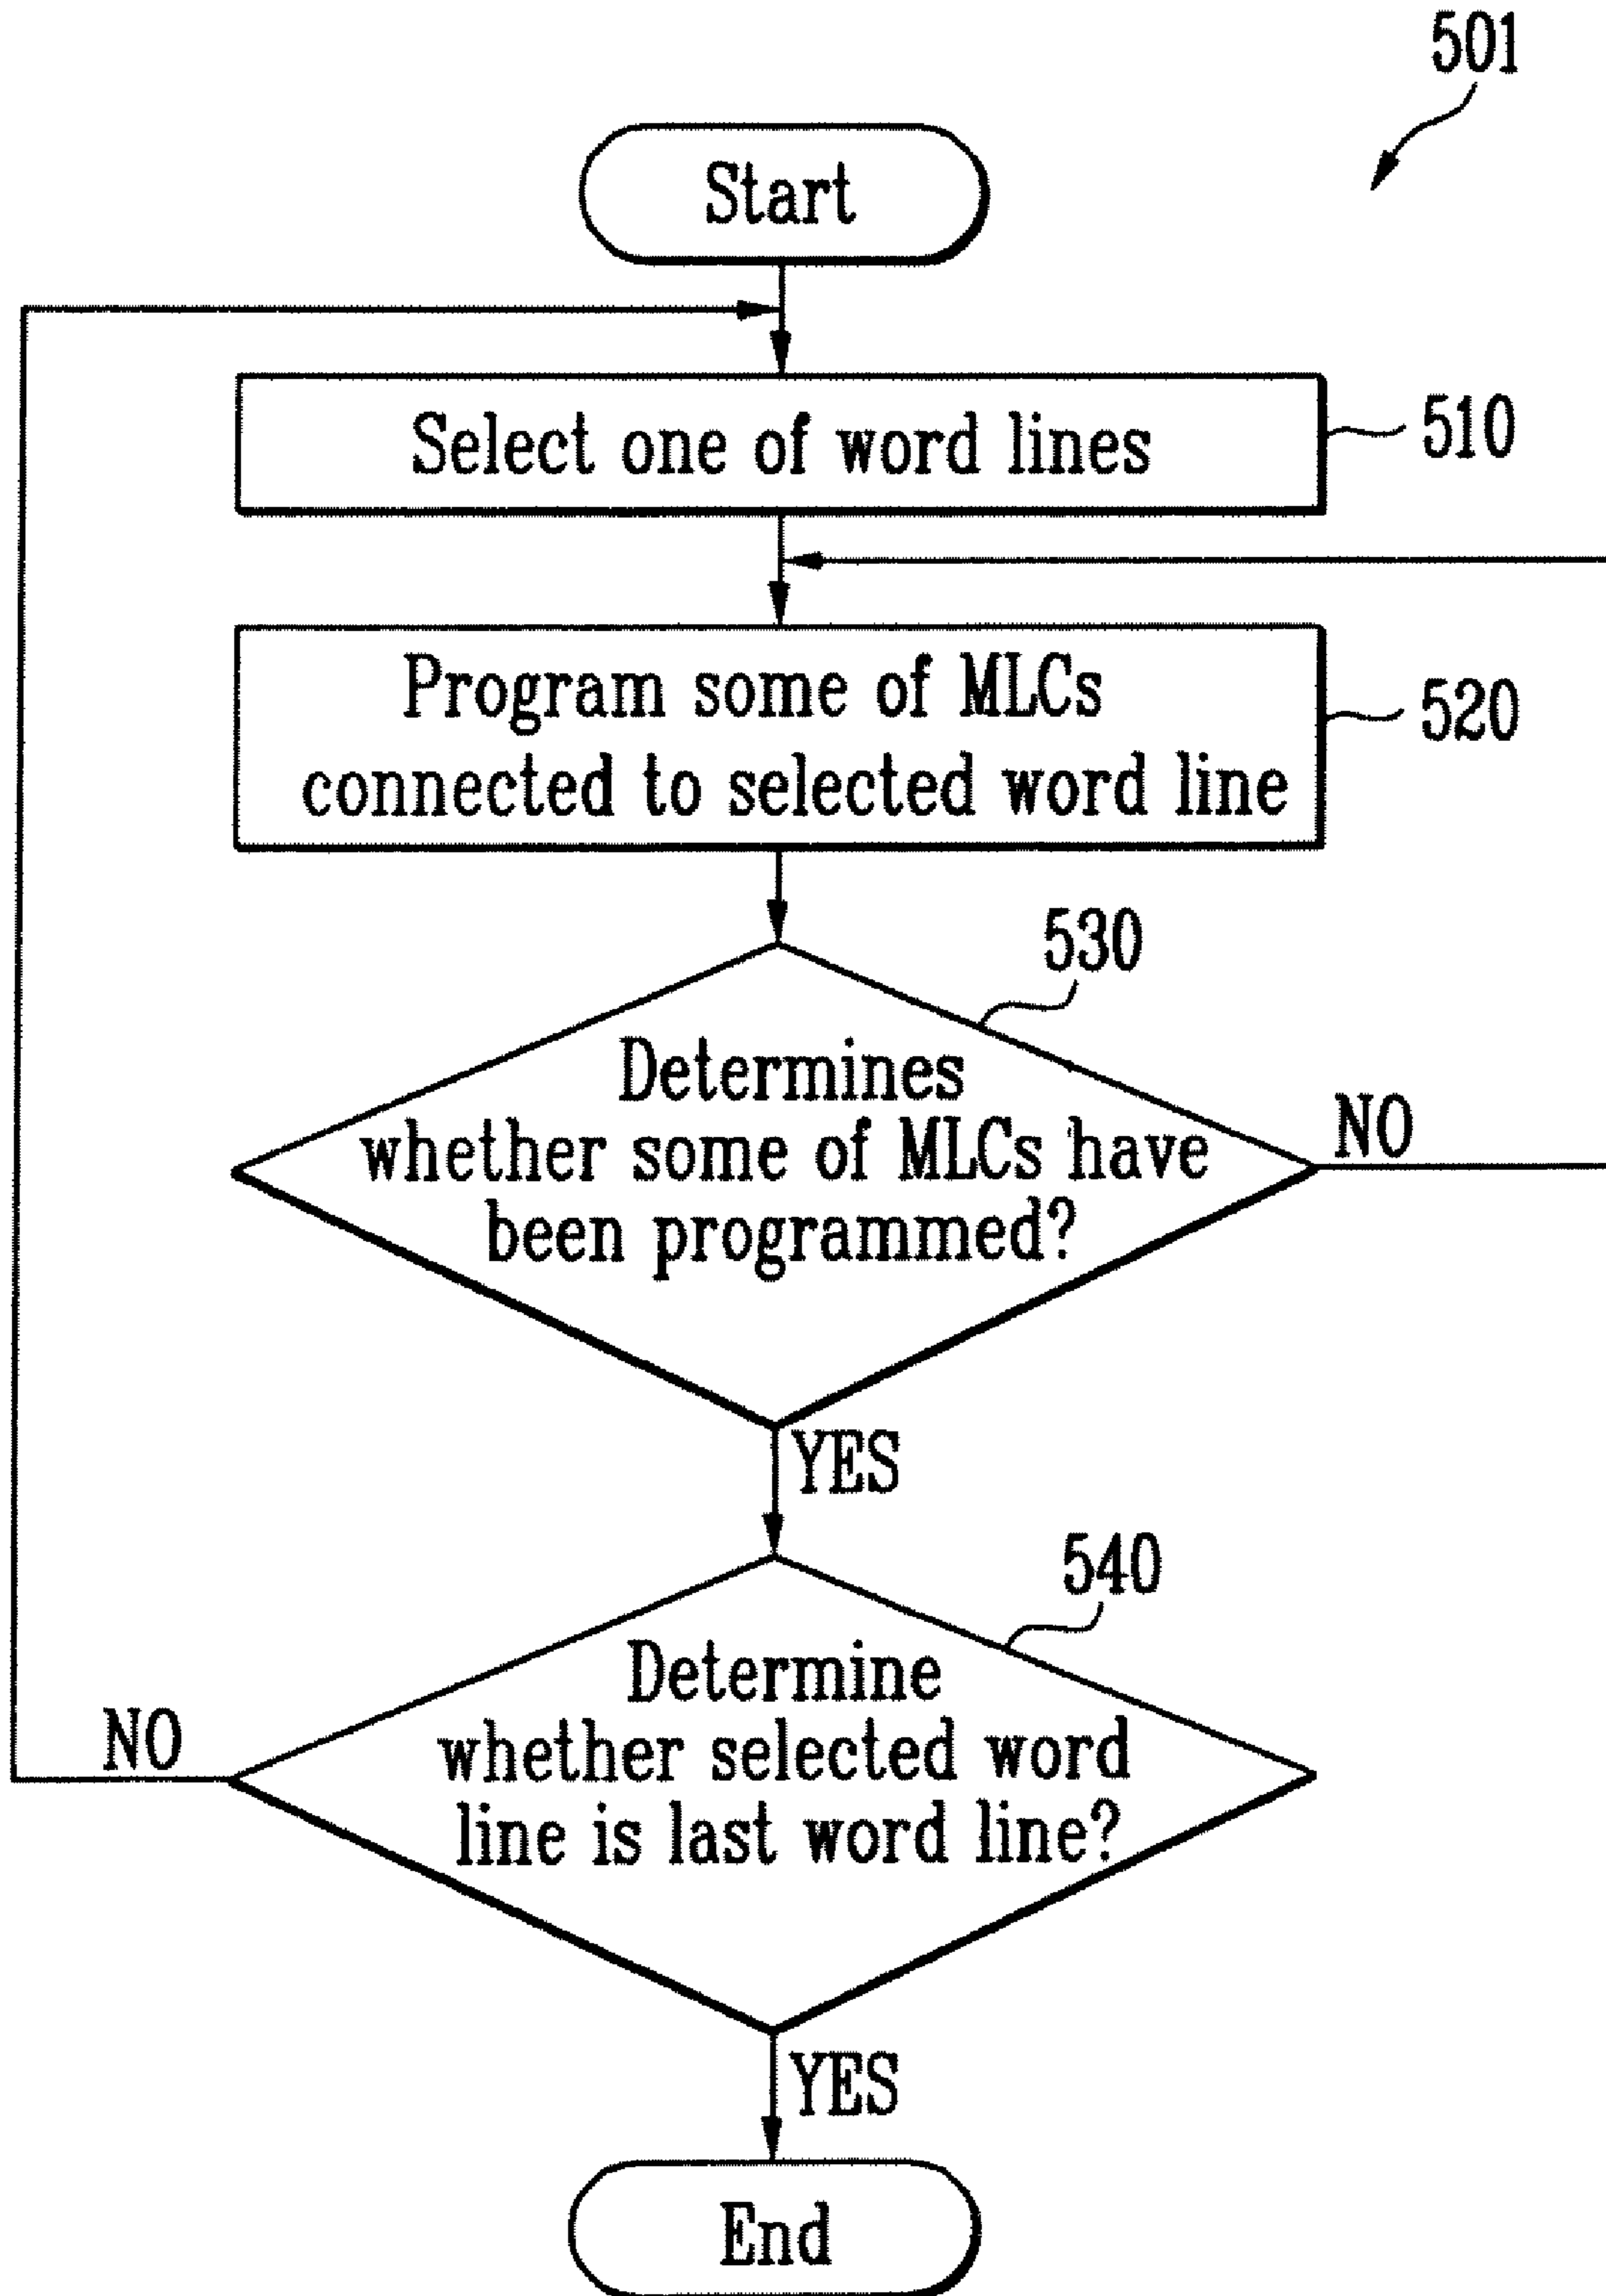 501
Start
Select one of word lines
510
Program some of MLCs
connected to selected word line
520
530
Determines
whether some of MLCs have
been programmed?
NO
YES
540
Determine
whether selected word
line is last word line?
NO
YES
End